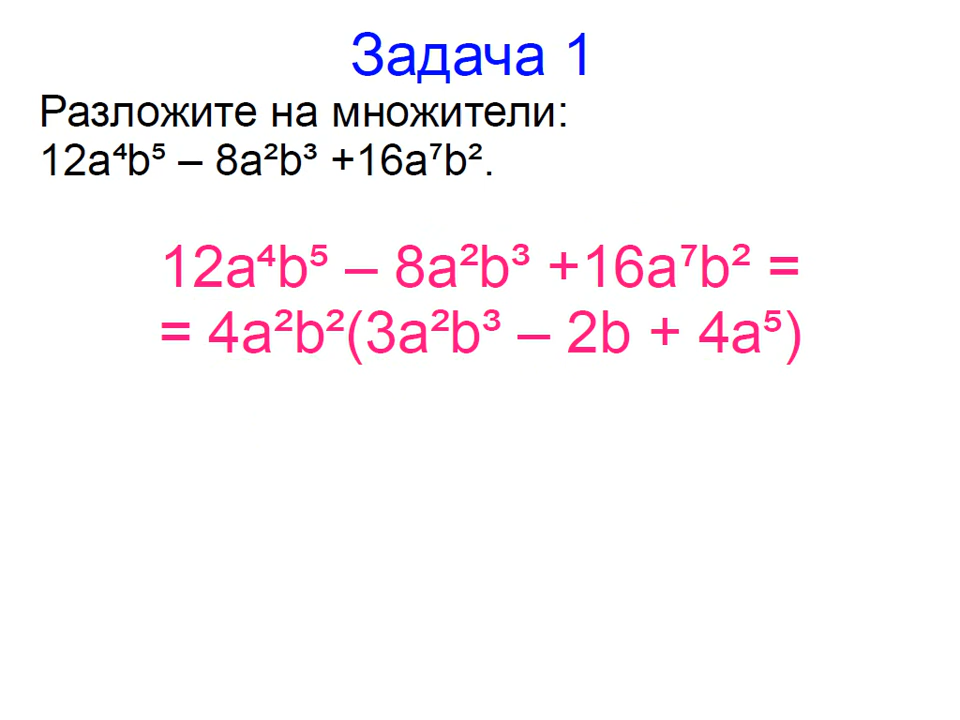 Задача 1
Разложите на множители:
12a⁴b⁵ – 8a²b³ +16a⁷b².
12a⁴b⁵ – 8a²b³ +16a⁷b² =
= 4a²b²(3a²b³ – 2b + 4a⁵)